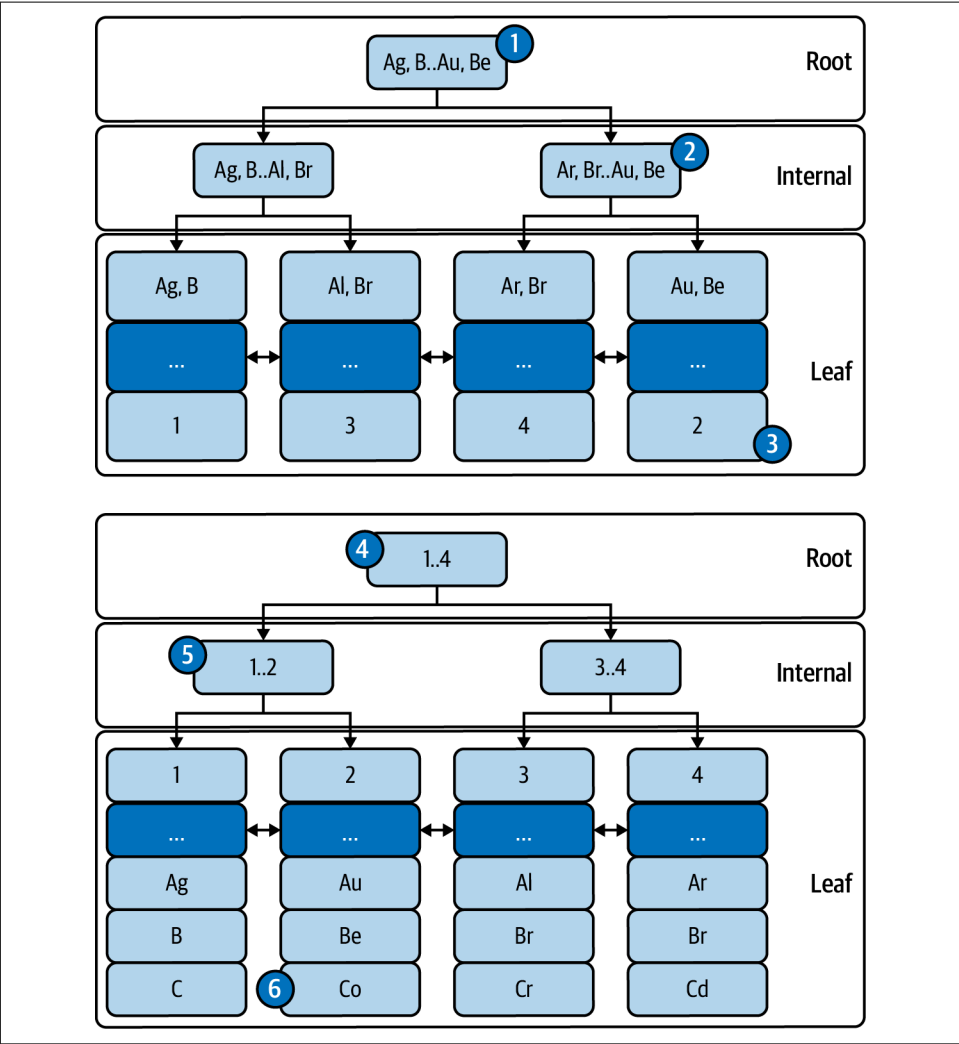 1
Ag, B..Au, Be
Root
Ag, B..Al, Br
Ar, Br..Au, Be
2
Internal
Ag, B
Al, Br
Ar, Br
Au, Be
...
...
...
...
Leaf
1
3
4
2
3
4
1..4
Root
5
1..2
3..4
Internal
1
2
3
4
...
...
...
...
Ag
Au
Al
Ar
Leaf
B
Be
Br
Br
C
6
Co
Cr
Cd